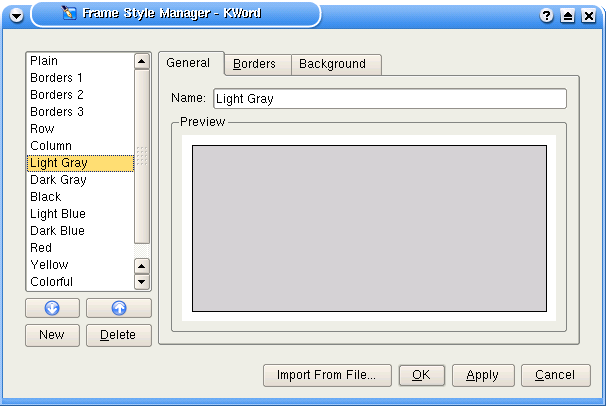 Frame Style Manager - KWord
Plain
Borders 1
Borders 2
Borders 3
Row
Column
Light Gray
Dark Gray
Black
Light Blue
Dark Blue
Red
Yellow
Colorful
New
Delete
General
Borders
Background
Name: Light Gray
Preview
Import From File...
OK
Apply
Cancel